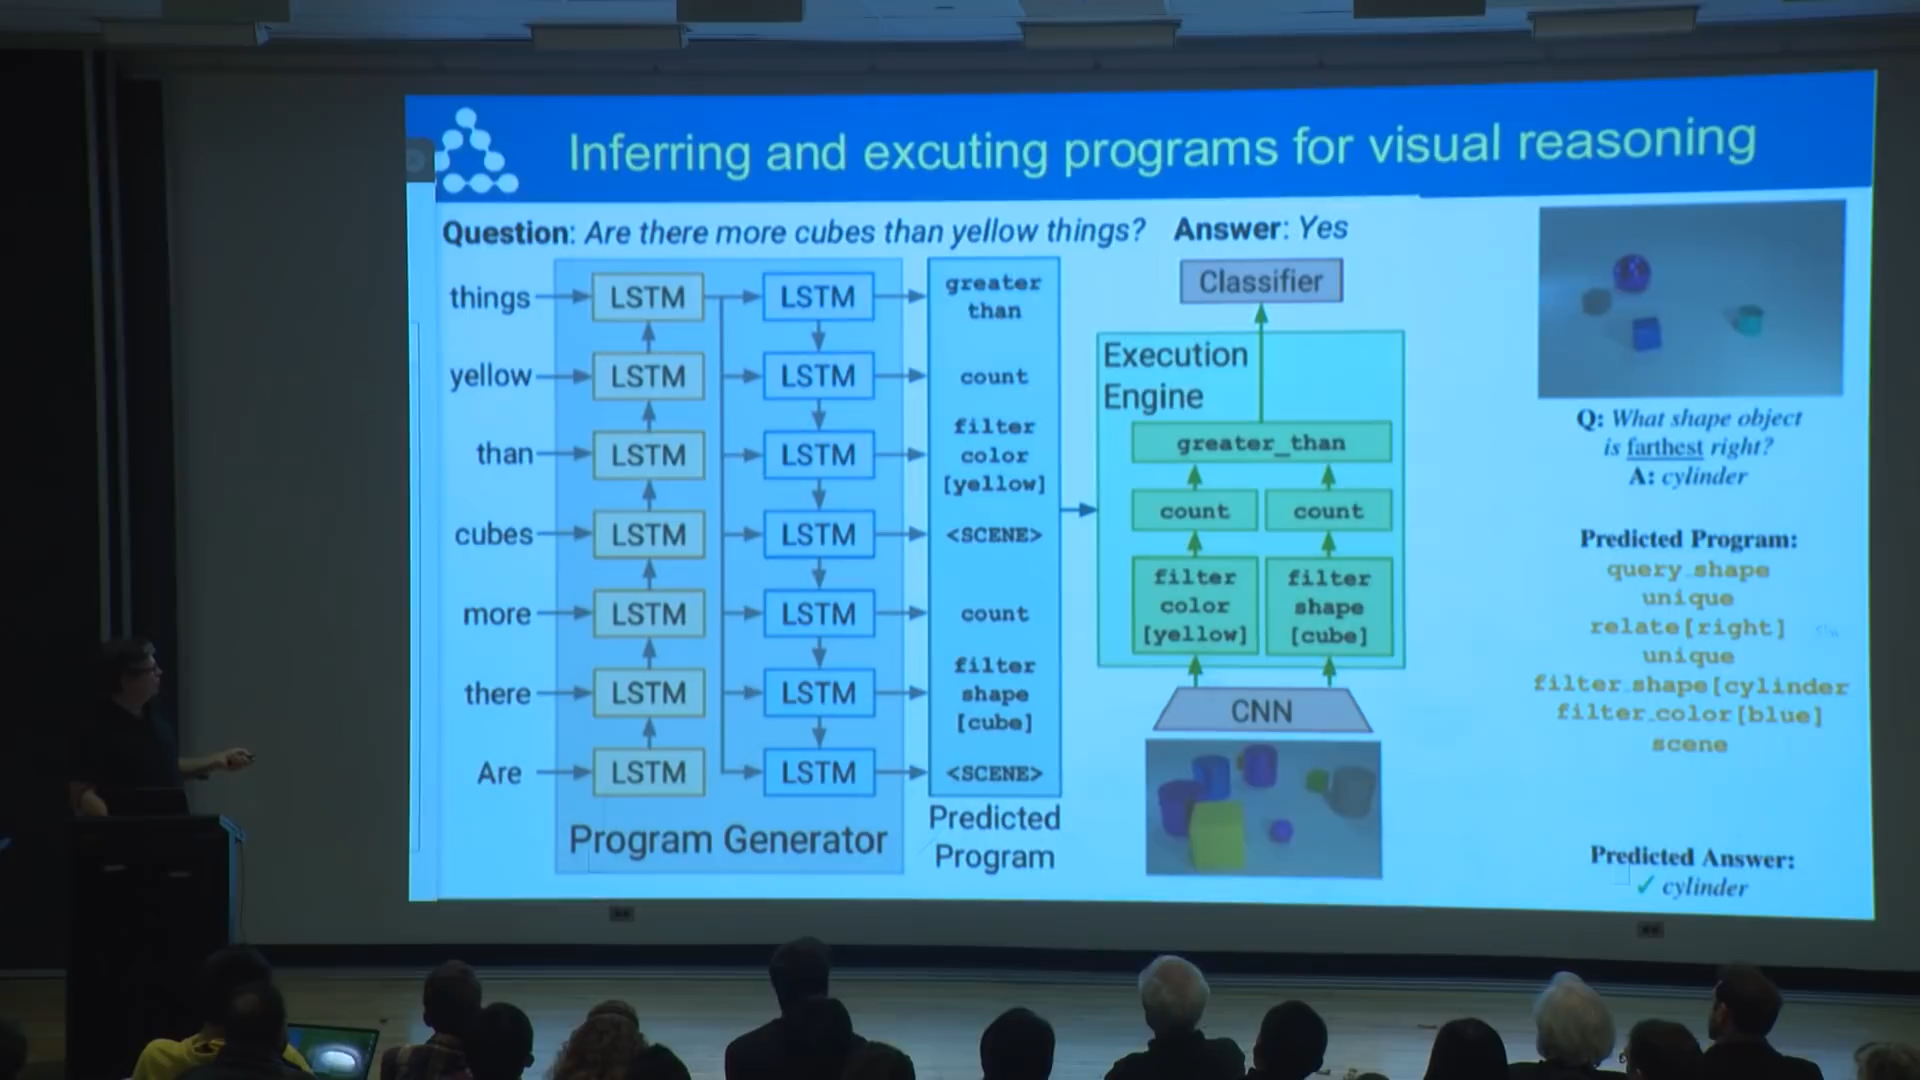 Inferring and excuting programs for visual reasoning
Question: Are there more cubes than yellow things? Answer: Yes
things
LSTM
LSTM
greater
than
yellow
LSTM
LSTM
count
than
LSTM
LSTM
filter
color
[yellow]
cubes
LSTM
LSTM
<SCENE>
more
LSTM
LSTM
count
there
LSTM
LSTM
filter
shape
[cube]
Are
LSTM
LSTM
<SCENE>
Program Generator
Predicted
Program
Classifier
Execution
Engine
greater_than
count
count
filter
color
[yellow]
filter
shape
[cube]
CNN
Q: What shape object
is farthest right?
A: cylinder
Predicted Program:
query_shape
unique
relate[right]
unique
filter_shape[cylinder
filter_color[blue]
scene
Predicted Answer:
✓ cylinder